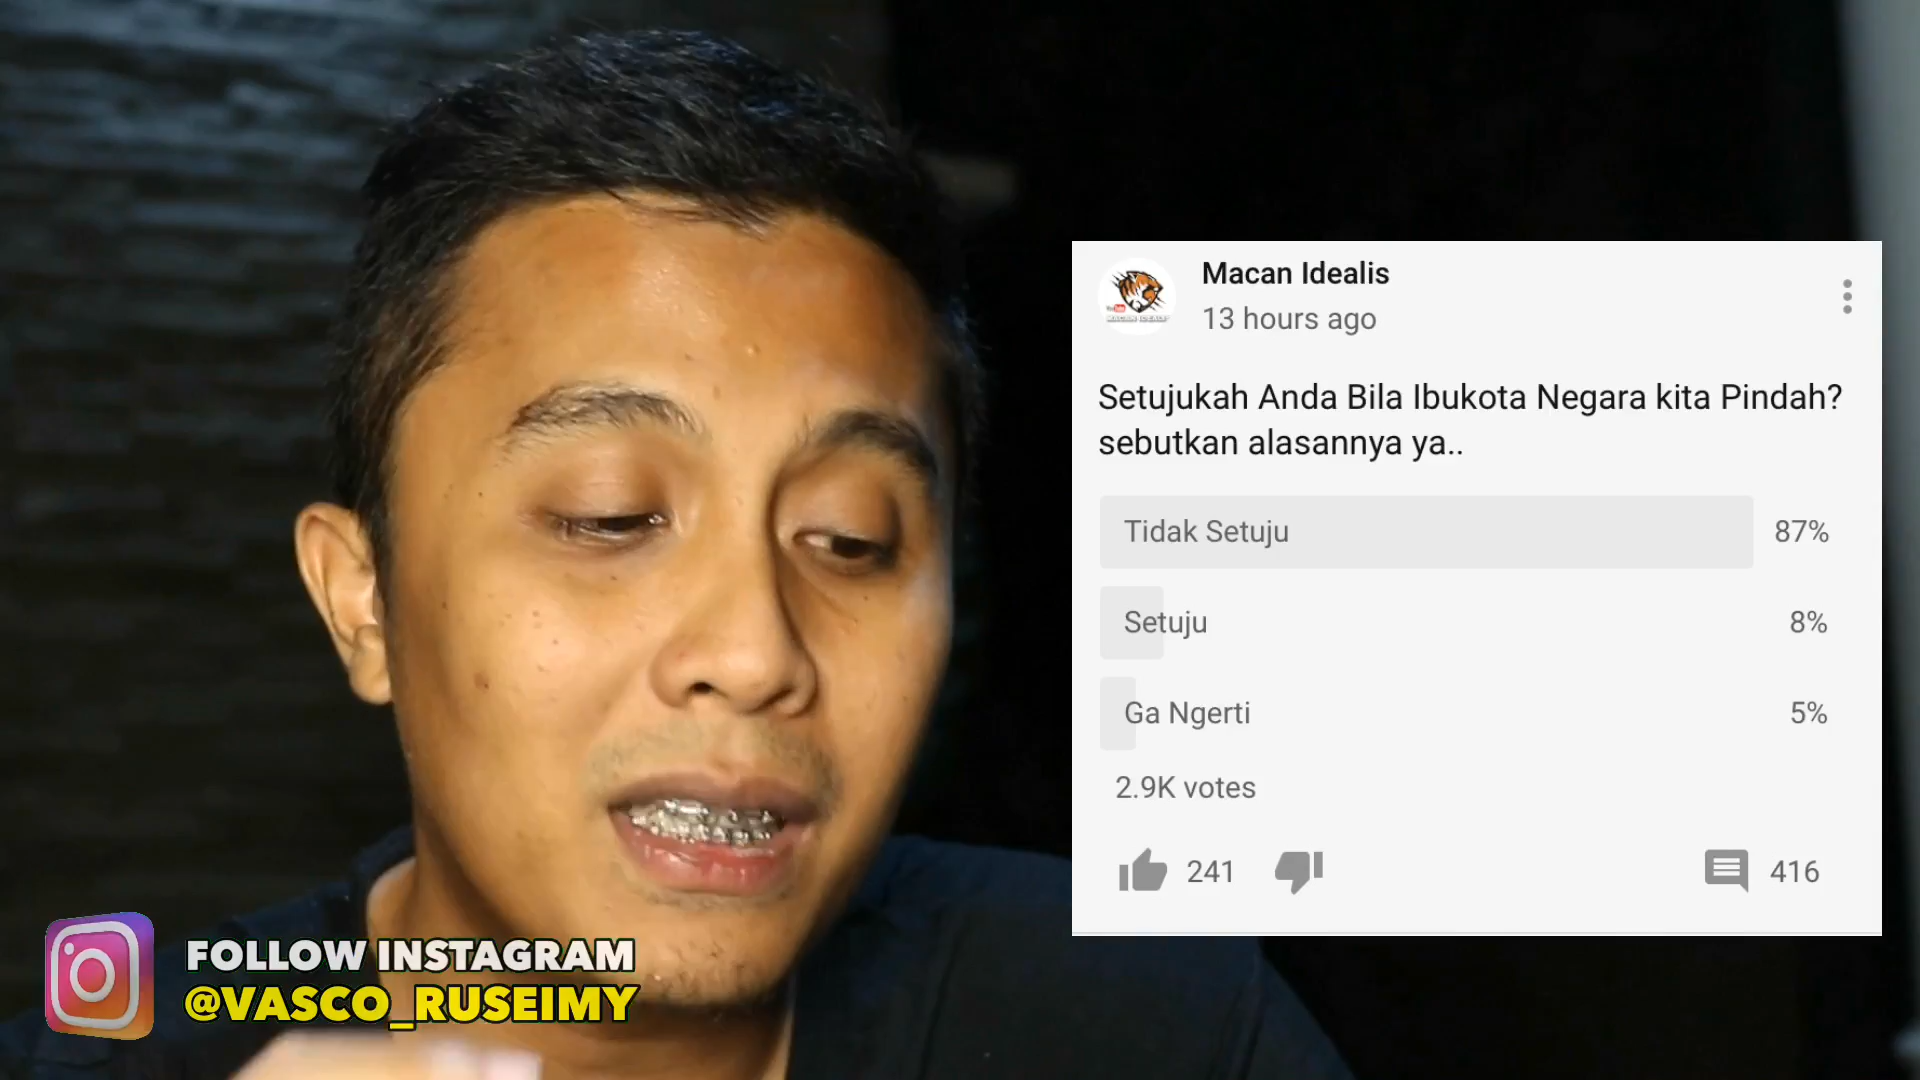 Macan Idealis
13 hours ago
Setujukah Anda Bila Ibukota Negara kita Pindah?
sebutkan alasannya ya..
Tidak Setuju 87%
Setuju 8%
Ga Ngerti 5%
2.9K votes
241 416
FOLLOW INSTAGRAM
@VASCO_RUSEIMY